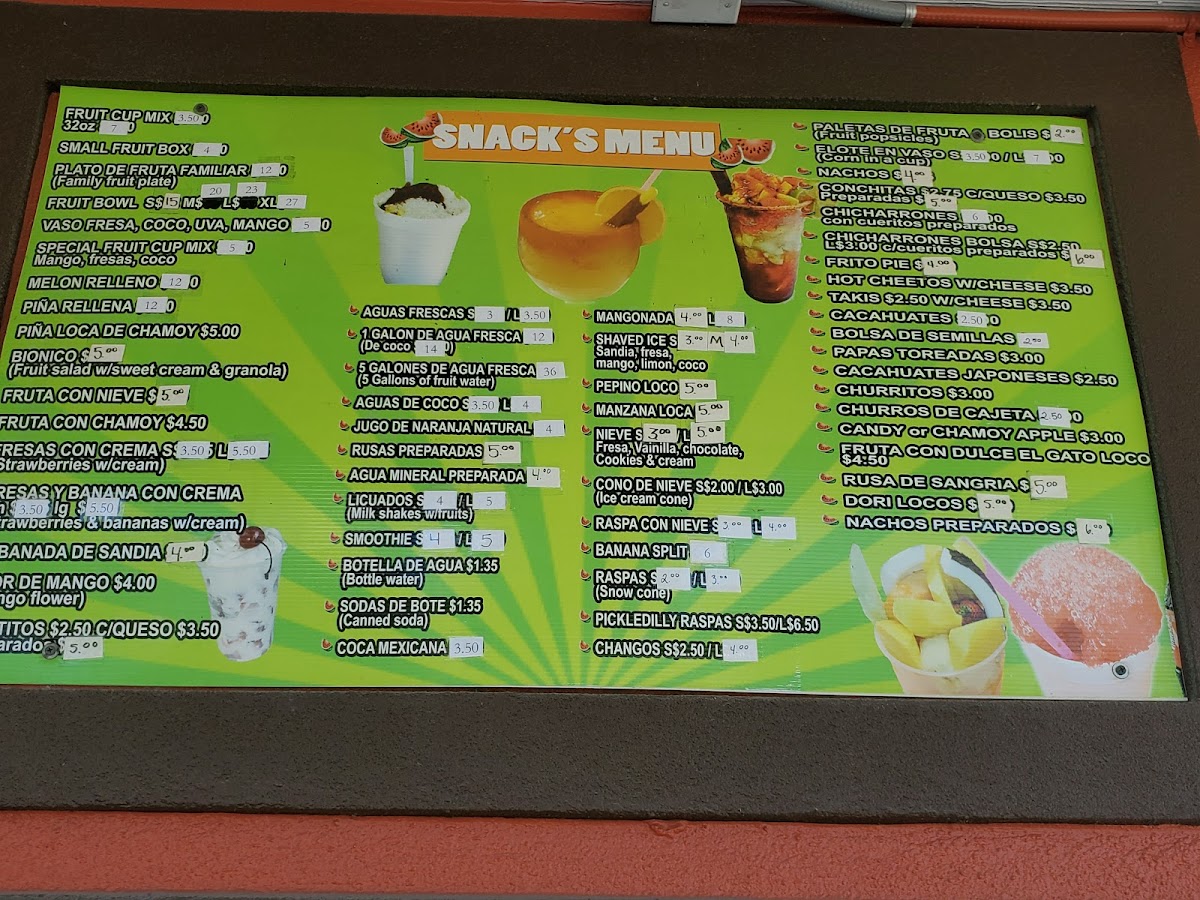 SNACK'S MENU
FRUIT CUP MIX 3.50
32oz 7
SMALL FRUIT BOX 4
PLATO DE FRUTA FAMILIAR 12
(Family fruit plate)
20 23
FRUIT BOWL S$15 M$ L$ XL 27
VASO FRESA, COCO, UVA, MANGO 5
SPECIAL FRUIT CUP MIX 5
Mango, fresas, coco
MELON RELLENO 12
PIÑA RELLENA 12
PIÑA LOCA DE CHAMOY $5.00
BIONICO $5.00
(Fruit salad w/sweet cream & granola)
FRUTA CON NIEVE $5.00
FRUTA CON CHAMOY $4.50
FRESAS CON CREMA S$3.50 L 5.50
Strawberries w/cream)
RESAS Y BANANA CON CREMA
3.50 lg $5.50
trawberries & bananas w/cream)
BANADA DE SANDIA 4.00
OR DE MANGO $4.00
ngo flower)
TITOS $2.50 C/QUESO $3.50
arado 5.00
AGUAS FRESCAS S 3 /L 3.50
1 GALON DE AGUA FRESCA 12
(De coco 14 )
5 GALONES DE AGUA FRESCA 36
(5 Gallons of fruit water)
AGUAS DE COCO S 3.50 L 4
JUGO DE NARANJA NATURAL 4
RUSAS PREPARADAS 5.00
AGUA MINERAL PREPARADA 4.00
LICUADOS S 4 /L 5
(Milk shakes w/fruits)
SMOOTHIE S 4 /L 5
BOTELLA DE AGUA $1.35
(Bottle water)
SODAS DE BOTE $1.35
(Canned soda)
COCA MEXICANA 3.50
MANGONADA 4.00 L 8
SHAVED ICE S 3.00 M 4.00
Sandia, fresa,
mango, limon, coco
PEPINO LOCO 5.00
MANZANA LOCA 5.00
NIEVE S 3.00 /L 5.00
Fresa, Vainilla, chocolate,
Cookies & cream
CONO DE NIEVE S$2.00 / L$3.00
(Ice cream cone)
RASPA CON NIEVE S 3.00 L 4.00
BANANA SPLIT 6
RASPAS S 2.00 /L 3.00
(Snow cone)
PICKLEDILLY RASPAS S$3.50/L$6.50
CHANGOS S$2.50 / L 4.00
PALETAS DE FRUTA BOLIS $ 2.00
(Fruit popsicles)
ELOTE EN VASO S 3.50 / L 7
(Corn in a cup)
NACHOS $ 4.00
CONCHITAS $2.75 C/QUESO $3.50
Preparadas $ 5.00
CHICHARRONES 6
con cueritos preparados
CHICHARRONES BOLSA S$2.50
L$3.00 c/cueritos preparados $ 6.00
FRITO PIE $ 4.00
HOT CHEETOS W/CHEESE $3.50
TAKIS $2.50 W/CHEESE $3.50
CACAHUATES 2.50
BOLSA DE SEMILLAS 2.50
PAPAS TOREADAS $3.00
CACAHUATES JAPONESES $2.50
CHURRITOS $3.00
CHURROS DE CAJETA 2.50
CANDY or CHAMOY APPLE $3.00
FRUTA CON DULCE EL GATO LOCO
$4.50
RUSA DE SANGRIA $ 5.00
DORI LOCOS $ 5.00
NACHOS PREPARADOS $ 6.00